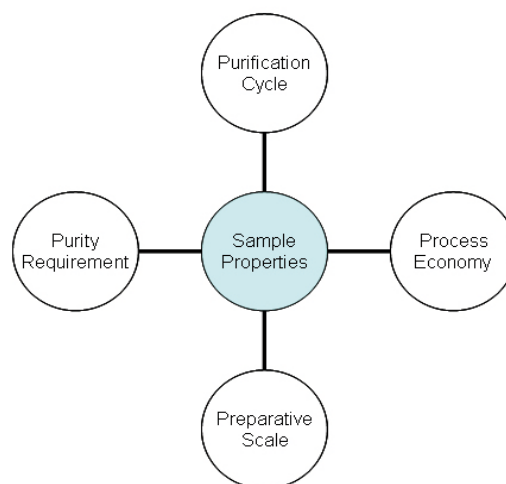 Purification
Cycle
Purity
Requirement
Sample
Properties
Process
Economy
Preparative
Scale